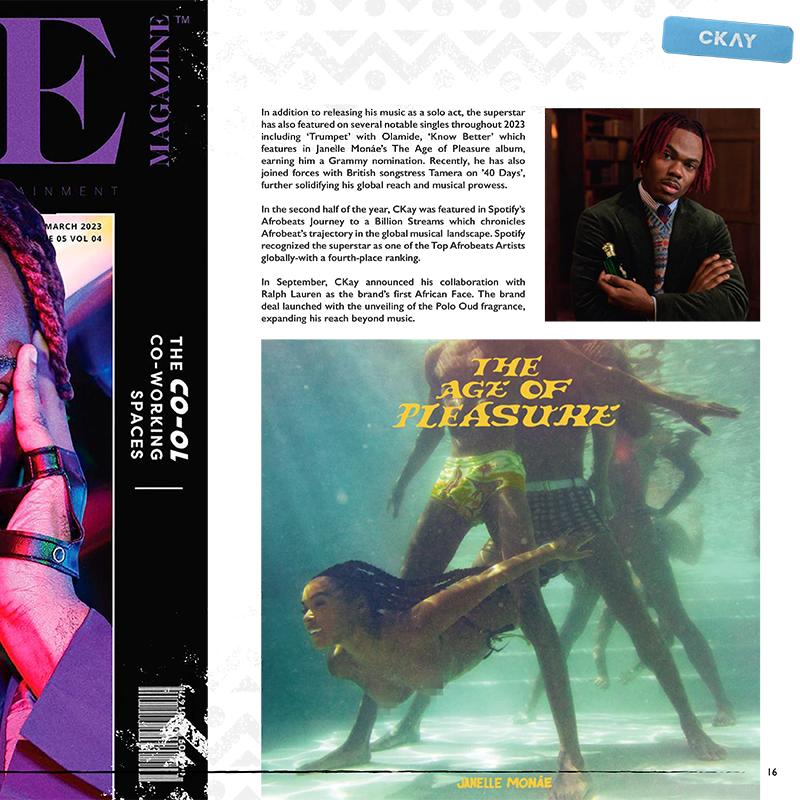 E
MAGAZINE
TM
AINMENT
MARCH 2023
E 05 VOL 04
THE CO-OL
CO-WORKING
SPACES
CKAY
In addition to releasing his music as a solo act, the superstar
has also featured on several notable singles throughout 2023
including ‘Trumpet’ with Olamide, ‘Know Better’ which
features in Janelle Monáe’s The Age of Pleasure album,
earning him a Grammy nomination. Recently, he has also
joined forces with British songstress Tamera on '40 Days',
further solidifying his global reach and musical prowess.
In the second half of the year, CKay was featured in Spotify’s
Afrobeats Journey to a Billion Streams which chronicles
Afrobeat’s trajectory in the global musical landscape. Spotify
recognized the superstar as one of the Top Afrobeats Artists
globally-with a fourth-place ranking.
In September, CKay announced his collaboration with
Ralph Lauren as the brand’s first African Face. The brand
deal launched with the unveiling of the Polo Oud fragrance,
expanding his reach beyond music.
THE
AGE OF
PLEASURE
JANELLE MONÁE
16